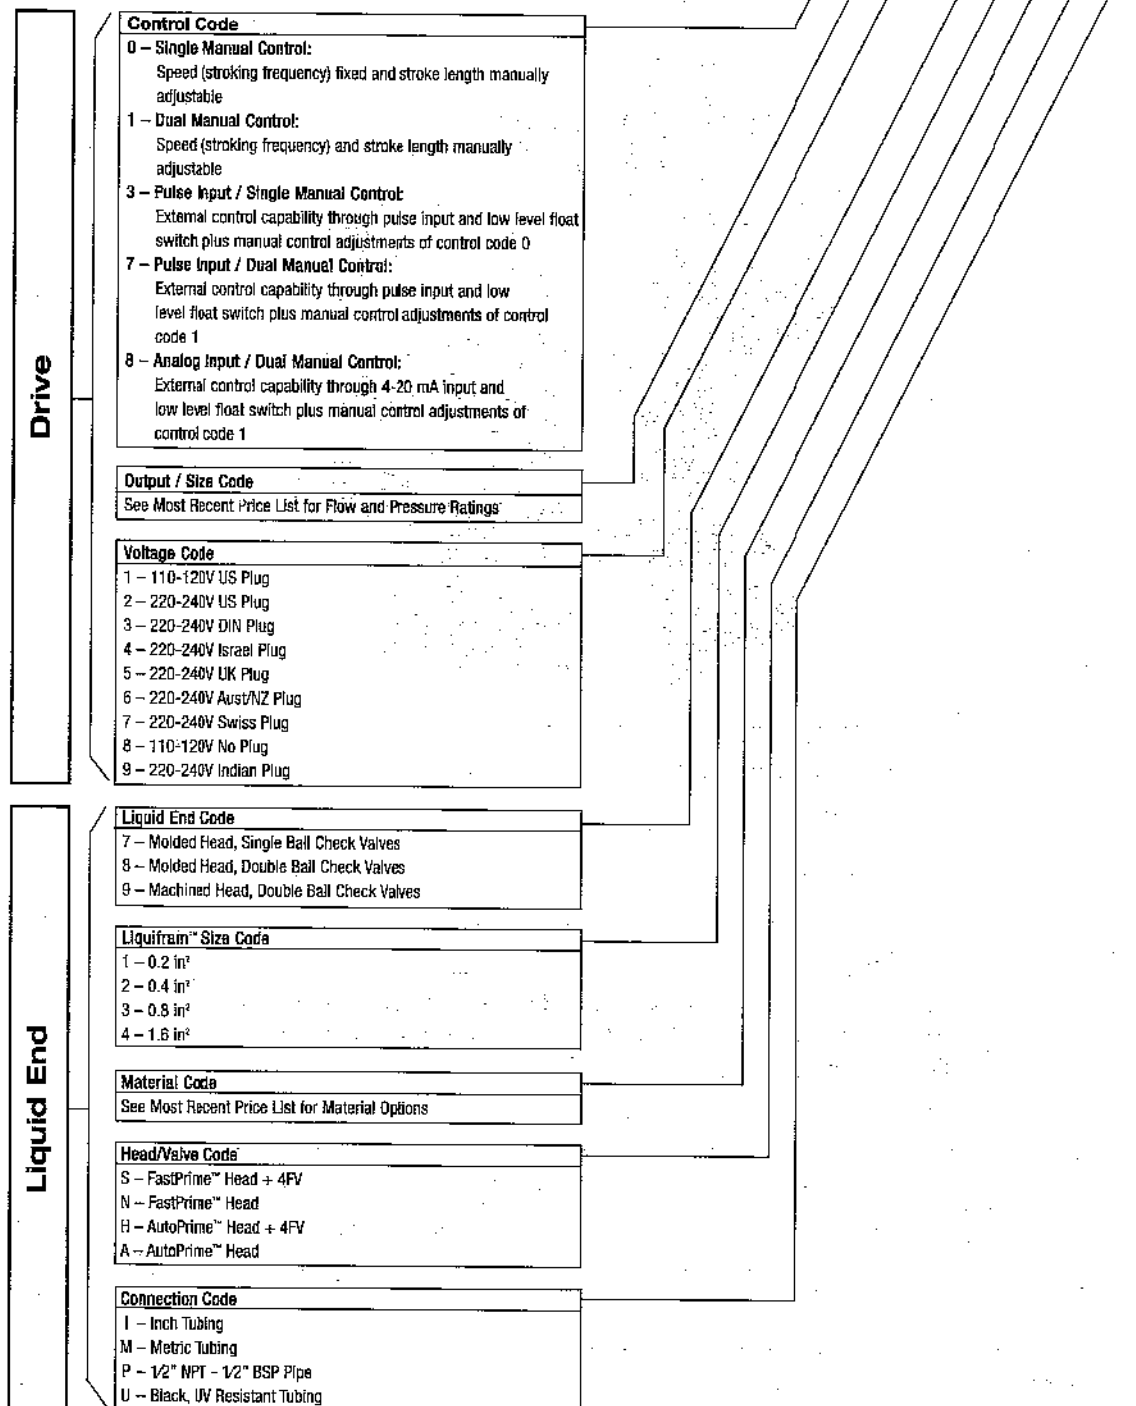 Drive
Control Code
0 – Single Manual Control:
Speed (stroking frequency) fixed and stroke length manually
adjustable
1 – Dual Manual Control:
Speed (stroking frequency) and stroke length manually
adjustable
3 – Pulse Input / Single Manual Control:
External control capability through pulse input and low level float
switch plus manual control adjustments of control code 0
7 – Pulse Input / Dual Manual Control:
External control capability through pulse input and low
level float switch plus manual control adjustments of control
code 1
8 – Analog Input / Dual Manual Control:
External control capability through 4-20 mA input and
low level float switch plus manual control adjustments of
control code 1
Output / Size Code
See Most Recent Price List for Flow and Pressure Ratings
Voltage Code
1 – 110-120V US Plug
2 – 220-240V US Plug
3 – 220-240V DIN Plug
4 – 220-240V Israel Plug
5 – 220-240V UK Plug
6 – 220-240V Aust/NZ Plug
7 – 220-240V Swiss Plug
8 – 110-120V No Plug
9 – 220-240V Indian Plug
Liquid End
Liquid End Code
7 – Molded Head, Single Ball Check Valves
8 – Molded Head, Double Ball Check Valves
9 – Machined Head, Double Ball Check Valves
Liquifram™ Size Code
1 – 0.2 in²
2 – 0.4 in²
3 – 0.8 in²
4 – 1.6 in²
Material Code
See Most Recent Price List for Material Options
Head/Valve Code
S – FastPrime™ Head + 4FV
N – FastPrime™ Head
H – AutoPrime™ Head + 4FV
A – AutoPrime™ Head
Connection Code
I – Inch Tubing
M – Metric Tubing
P – 1/2" NPT - 1/2" BSP Pipe
U – Black, UV Resistant Tubing